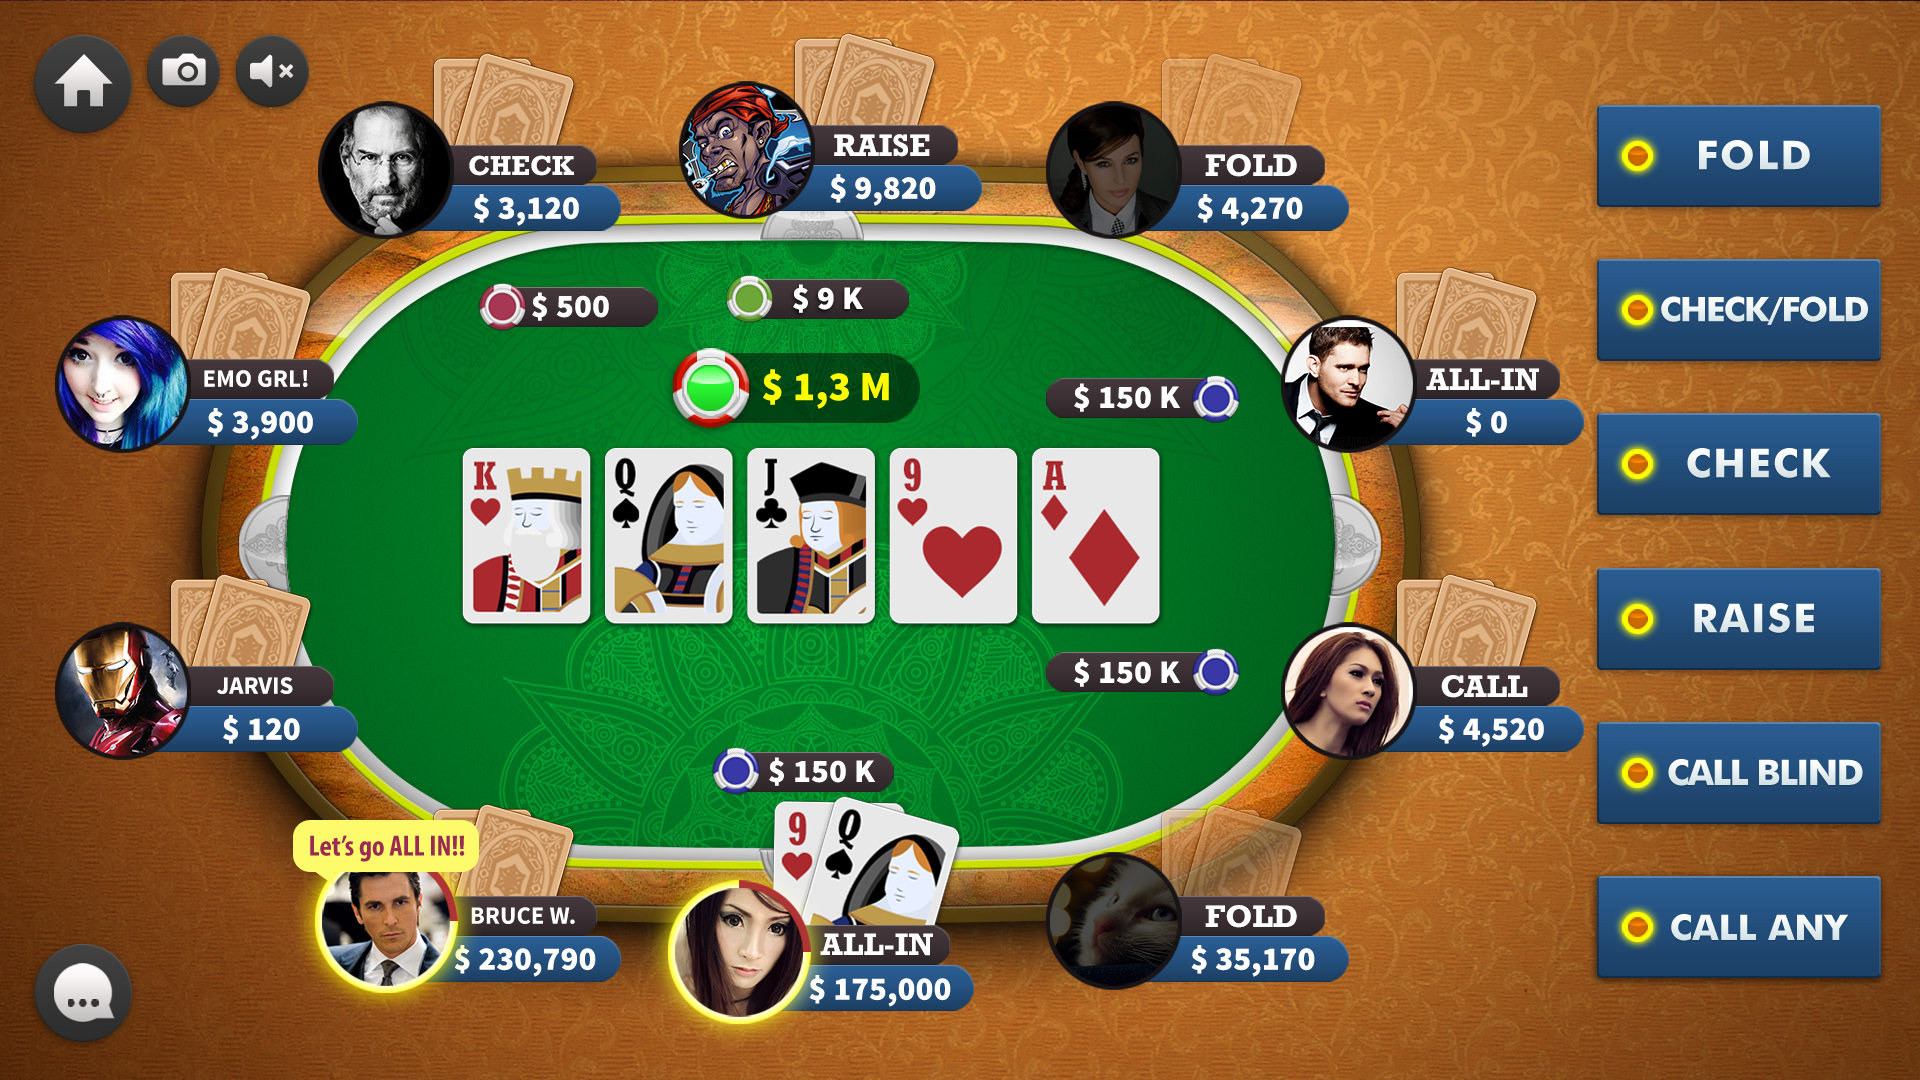 CHECK
$ 3,120
RAISE
$ 9,820
FOLD
$ 4,270
FOLD
EMO GRL!
$ 3,900
$ 500
$ 9 K
$ 1,3 M
$ 150 K
ALL-IN
$ 0
CHECK/FOLD
K
Q
J
9
A
CHECK
JARVIS
$ 120
$ 150 K
CALL
$ 4,520
RAISE
$ 150 K
CALL BLIND
Let's go ALL IN!!
9
Q
BRUCE W.
$ 230,790
ALL-IN
$ 175,000
FOLD
$ 35,170
CALL ANY